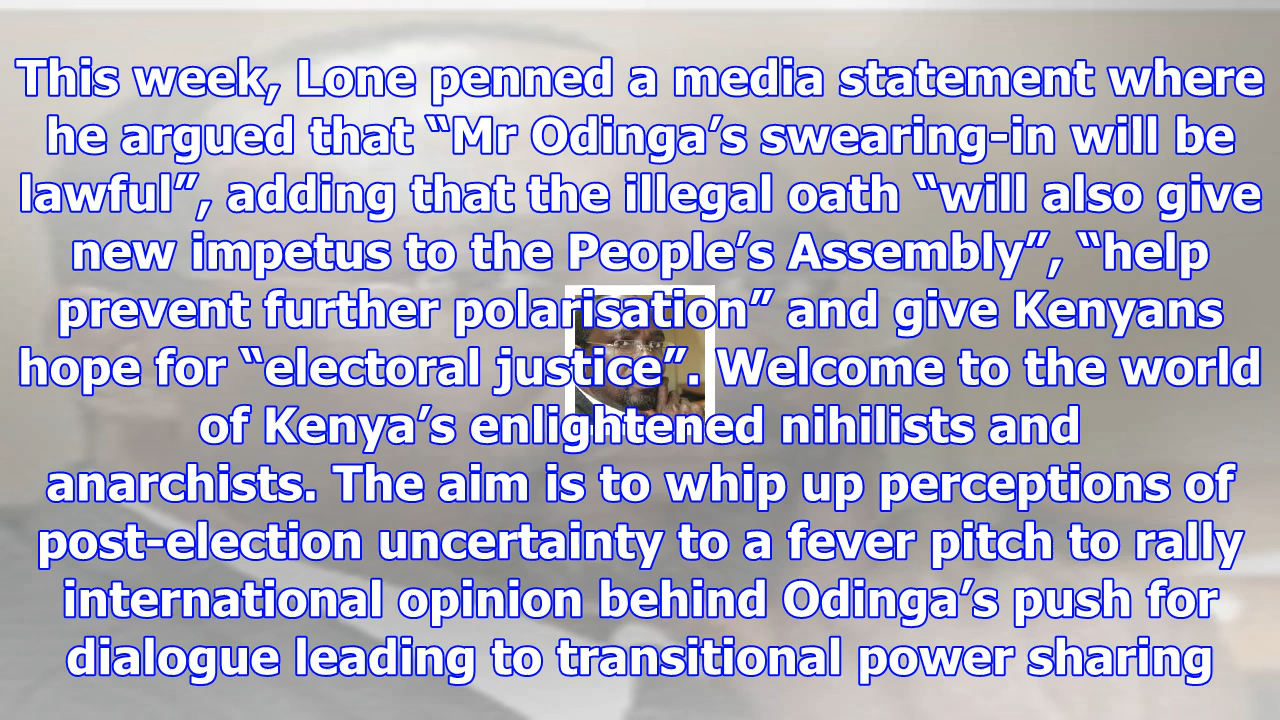 This week, Lone penned a media statement where
he argued that “Mr Odinga’s swearing-in will be
lawful”, adding that the illegal oath “will also give
new impetus to the People’s Assembly”, “help
prevent further polarisation” and give Kenyans
hope for “electoral justice”. Welcome to the world
of Kenya’s enlightened nihilists and
anarchists. The aim is to whip up perceptions of
post-election uncertainty to a fever pitch to rally
international opinion behind Odinga’s push for
dialogue leading to transitional power sharing